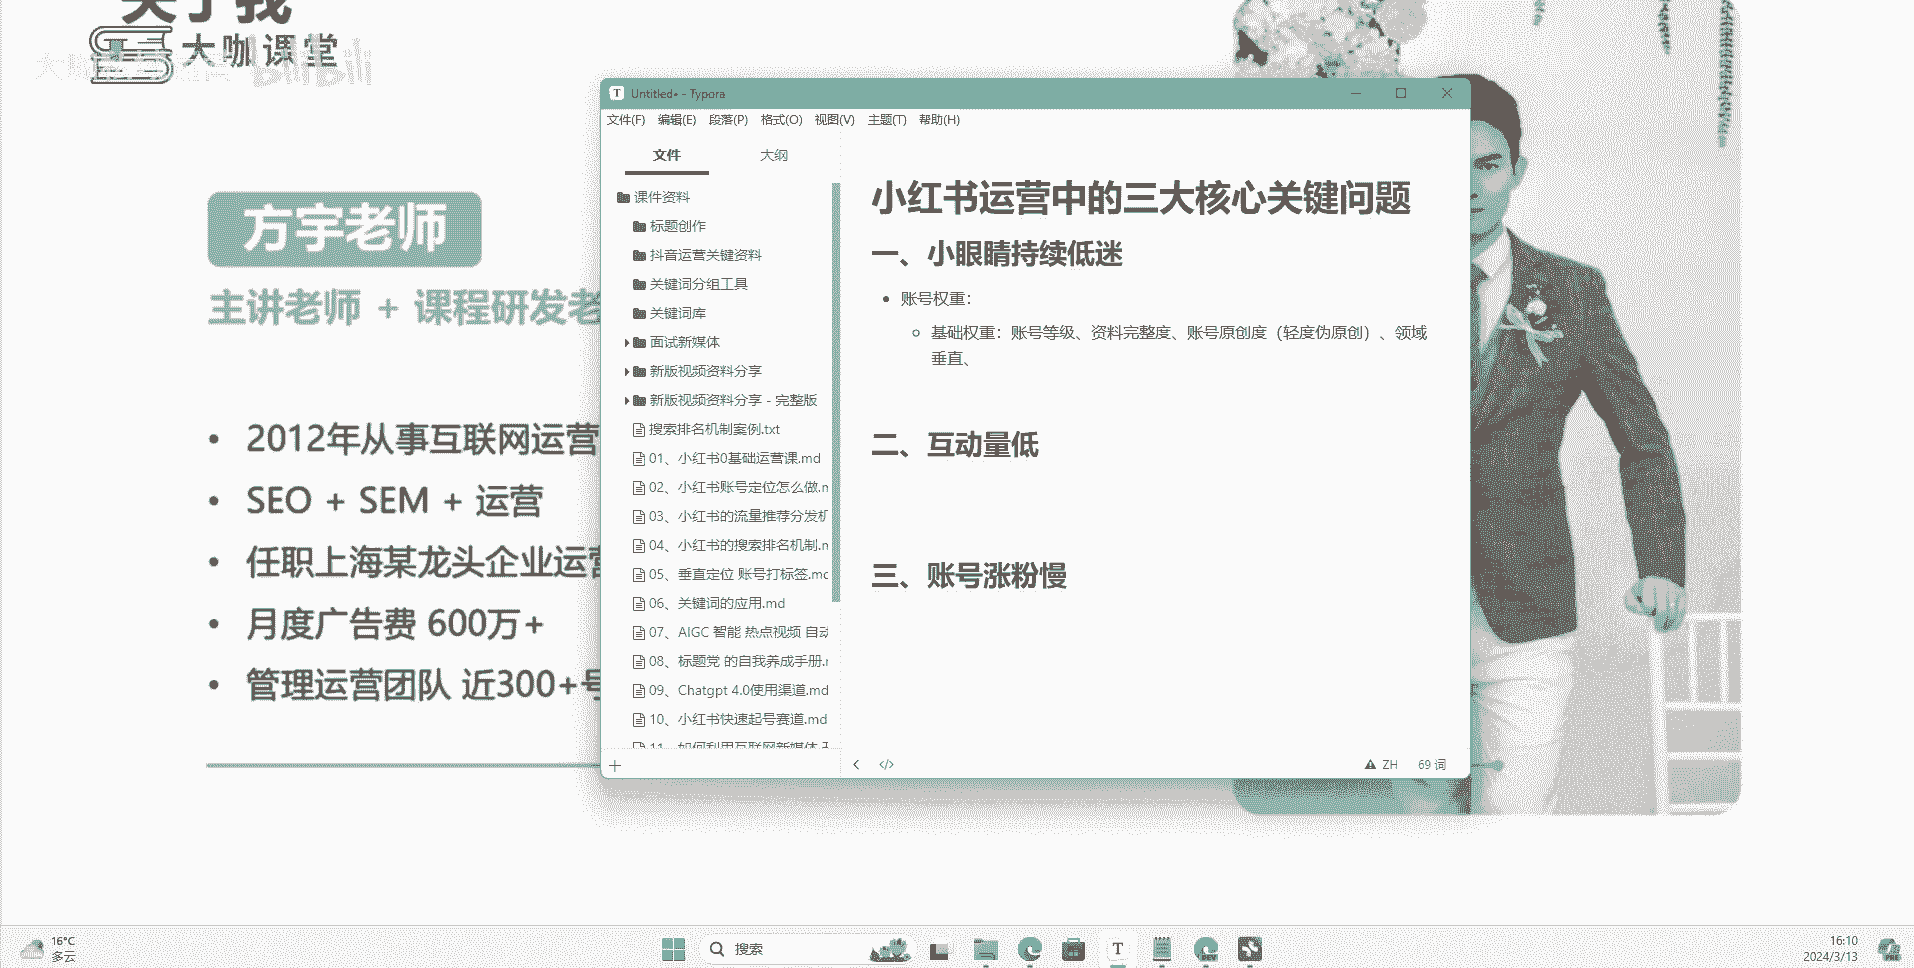 关于我
大咖课堂
bilibili
方宇老师
主讲老师 + 课程研发老
• 2012年从事互联网运营
• SEO + SEM + 运营
• 任职上海某龙头企业运营
• 月度广告费 600万+
• 管理运营团队 近300+号
Untitled• - Typora
文件(F) 编辑(E) 段落(P) 格式(O) 视图(V) 主题(T) 帮助(H)
文件 大纲
课件资料
标题创作
抖音运营关键资料
关键词分组工具
关键词库
面试新媒体
新版视频资料分享
新版视频资料分享 - 完整版
搜索排名机制案例.txt
01、小红书0基础运营课.md
02、小红书账号定位怎么做.m
03、小红书的流量推荐分发机
04、小红书的搜索排名机制.m
05、垂直定位 账号打标签.md
06、关键词的应用.md
07、AIGC 智能 热点视频 自动
08、标题党 的自我养成手册.m
09、Chatgpt 4.0使用渠道.md
10、小红书快速起号赛道.md
11、如何利用互联网新媒体
小红书运营中的三大核心关键问题
一、小眼睛持续低迷
• 账号权重：
基础权重：账号等级、资料完整度、账号原创度（轻度伪原创）、领域
垂直、
二、互动量低
三、账号涨粉慢
ZH 69 词
16°C
多云
搜索
16:10
2024/3/13